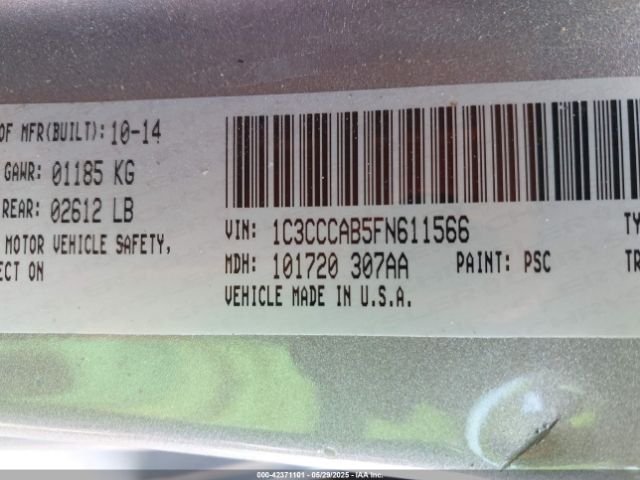 OF MFR(BUILT): 10-14
GAWR: 01185 KG
REAR: 02612 LB
MOTOR VEHICLE SAFETY,
ECT ON
VIN: 1C3CCCAB5FN611566
MDH: 101720 307AA PAINT: PSC
VEHICLE MADE IN U.S.A.
TY
TR
000-42371101 - 05/29/2025 - IAA Inc.